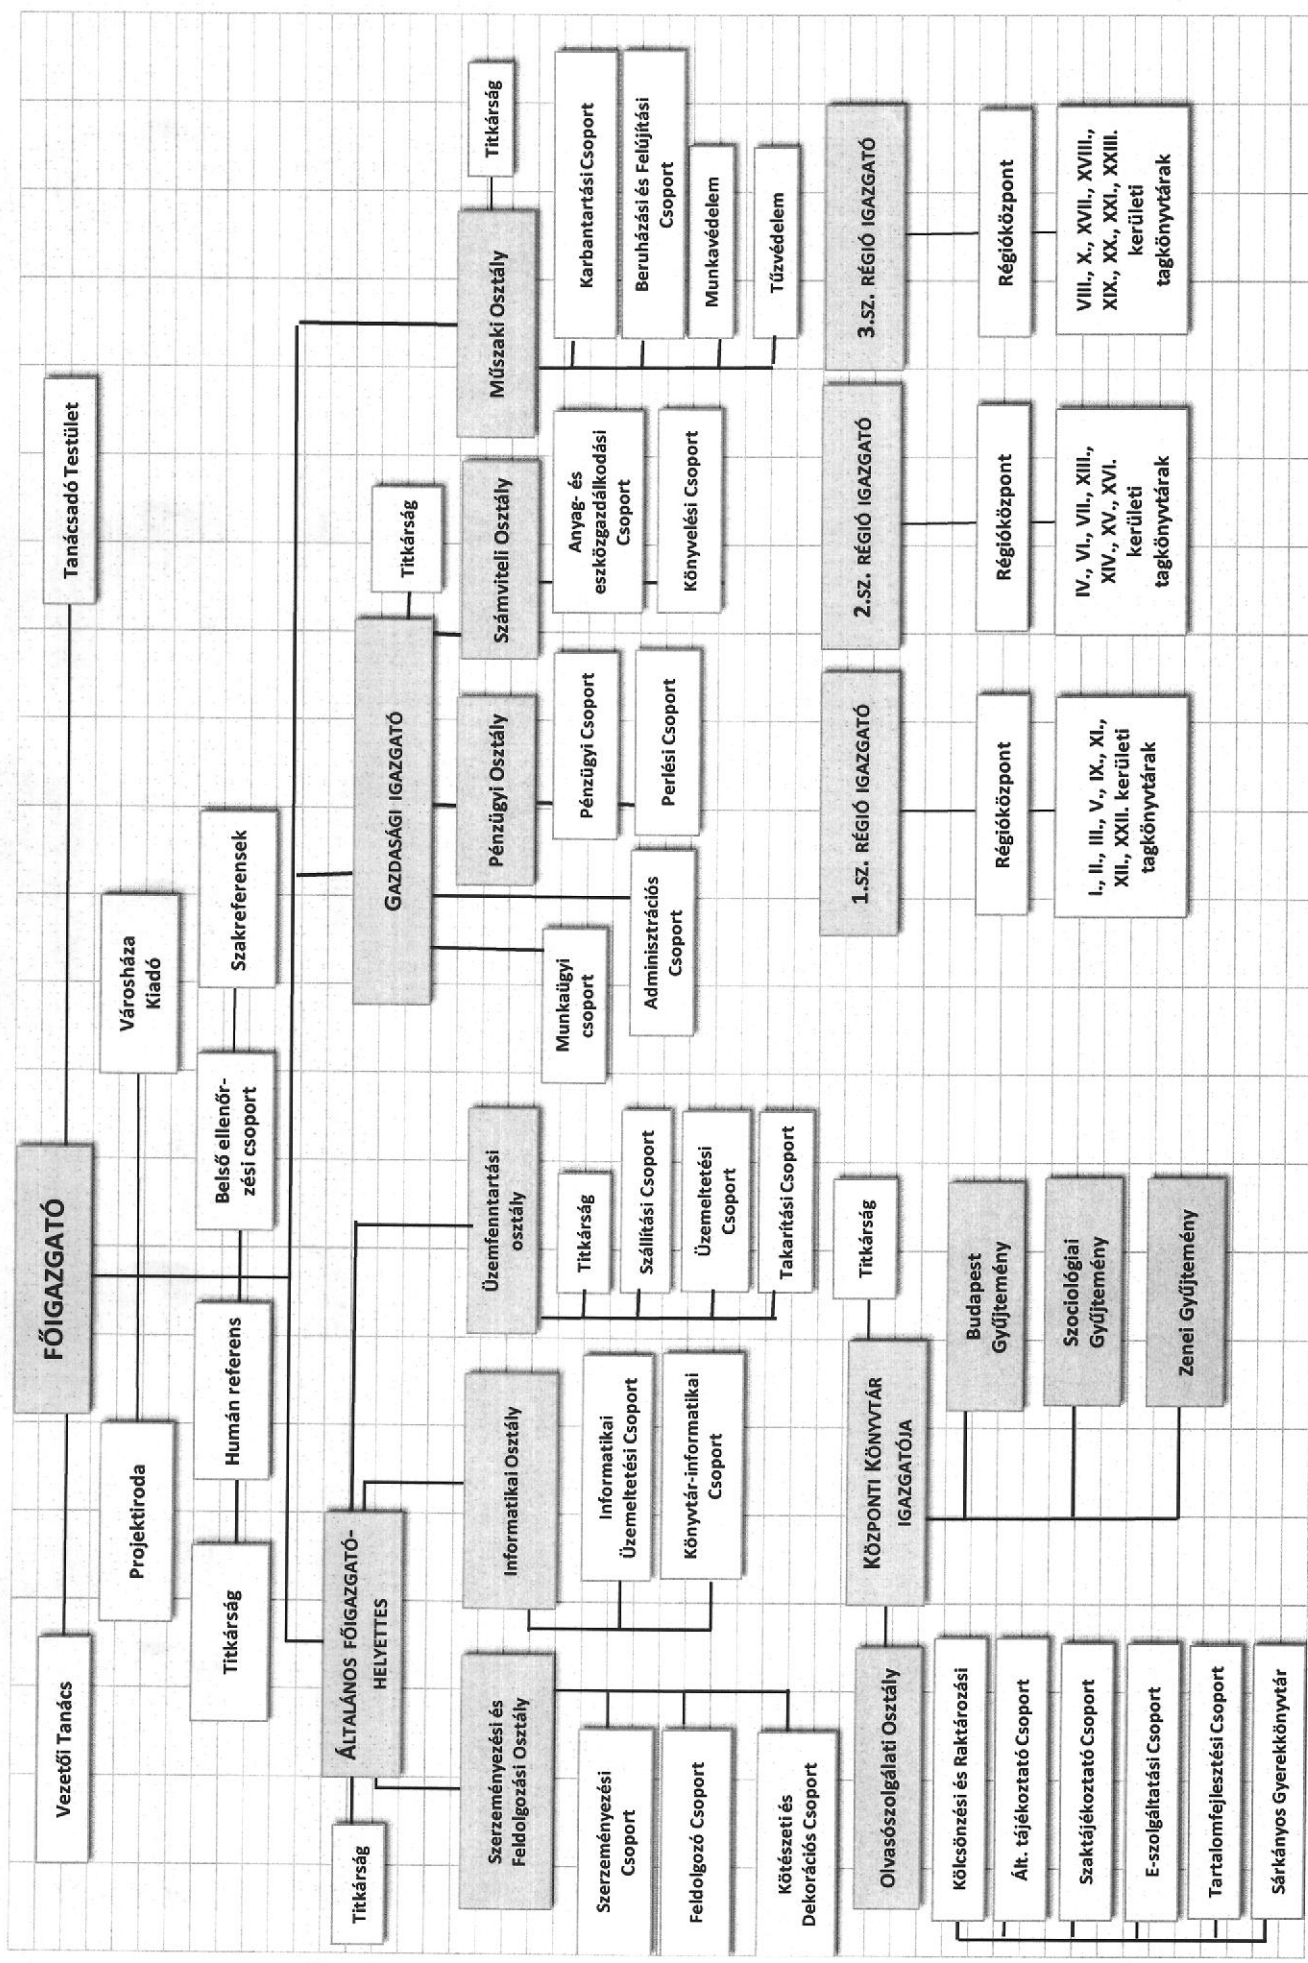 FŐIGAZGATÓ
Vezetői Tanács
Tanácsadó Testület
Projektiroda
Városháza
Kiadó
Titkárság
Humán referens
Belső ellenőr-
zési csoport
Szakreferensek
Titkárság
ÁLTALÁNOS FŐIGAZGATÓ-
HELYETTES
GAZDASÁGI IGAZGATÓ
Titkárság
Szerzeményezési és
Feldolgozási Osztály
Szerzeményezési
Csoport
Feldolgozó Csoport
Kötészeti és
Dekorációs Csoport
Informatikai Osztály
Informatikai
Üzemeltetési Csoport
Könyvtár-informatikai
Csoport
Üzemfenntartási
osztály
Titkárság
Szállítási Csoport
Üzemeltetési
Csoport
Takarítási Csoport
Munkaügyi
csoport
Adminisztrációs
Csoport
Pénzügyi Osztály
Pénzügyi Csoport
Perlési Csoport
Számviteli Osztály
Anyag- és
eszközgazdálkodási
Csoport
Könyvelési Csoport
Műszaki Osztály
Titkárság
Karbantartási Csoport
Beruházási és Felújítási
Csoport
Munkavédelem
Tűzvédelem
Olvasószolgálati Osztály
Kölcsönzési és Raktározási
Ált. tájékoztató Csoport
Szaktájékoztató Csoport
E-szolgáltatási Csoport
Tartalomfejlesztési Csoport
Sárkányos Gyerekkönyvtár
KÖZPONTI KÖNYVTÁR
IGAZGATÓJA
Titkárság
Budapest
Gyűjtemény
Szociológiai
Gyűjtemény
Zenei Gyűjtemény
1.SZ. RÉGIÓ IGAZGATÓ
Régióközpont
I., II., III., V., IX., XI.,
XII., XXII. kerületi
tagkönyvtárak
2.SZ. RÉGIÓ IGAZGATÓ
Régióközpont
IV., VI., VII., XIII.,
XIV., XV., XVI.
kerületi
tagkönyvtárak
3.SZ. RÉGIÓ IGAZGATÓ
Régióközpont
VIII., X., XVII., XVIII.,
XIX., XX., XXI., XXIII.
kerületi
tagkönyvtárak